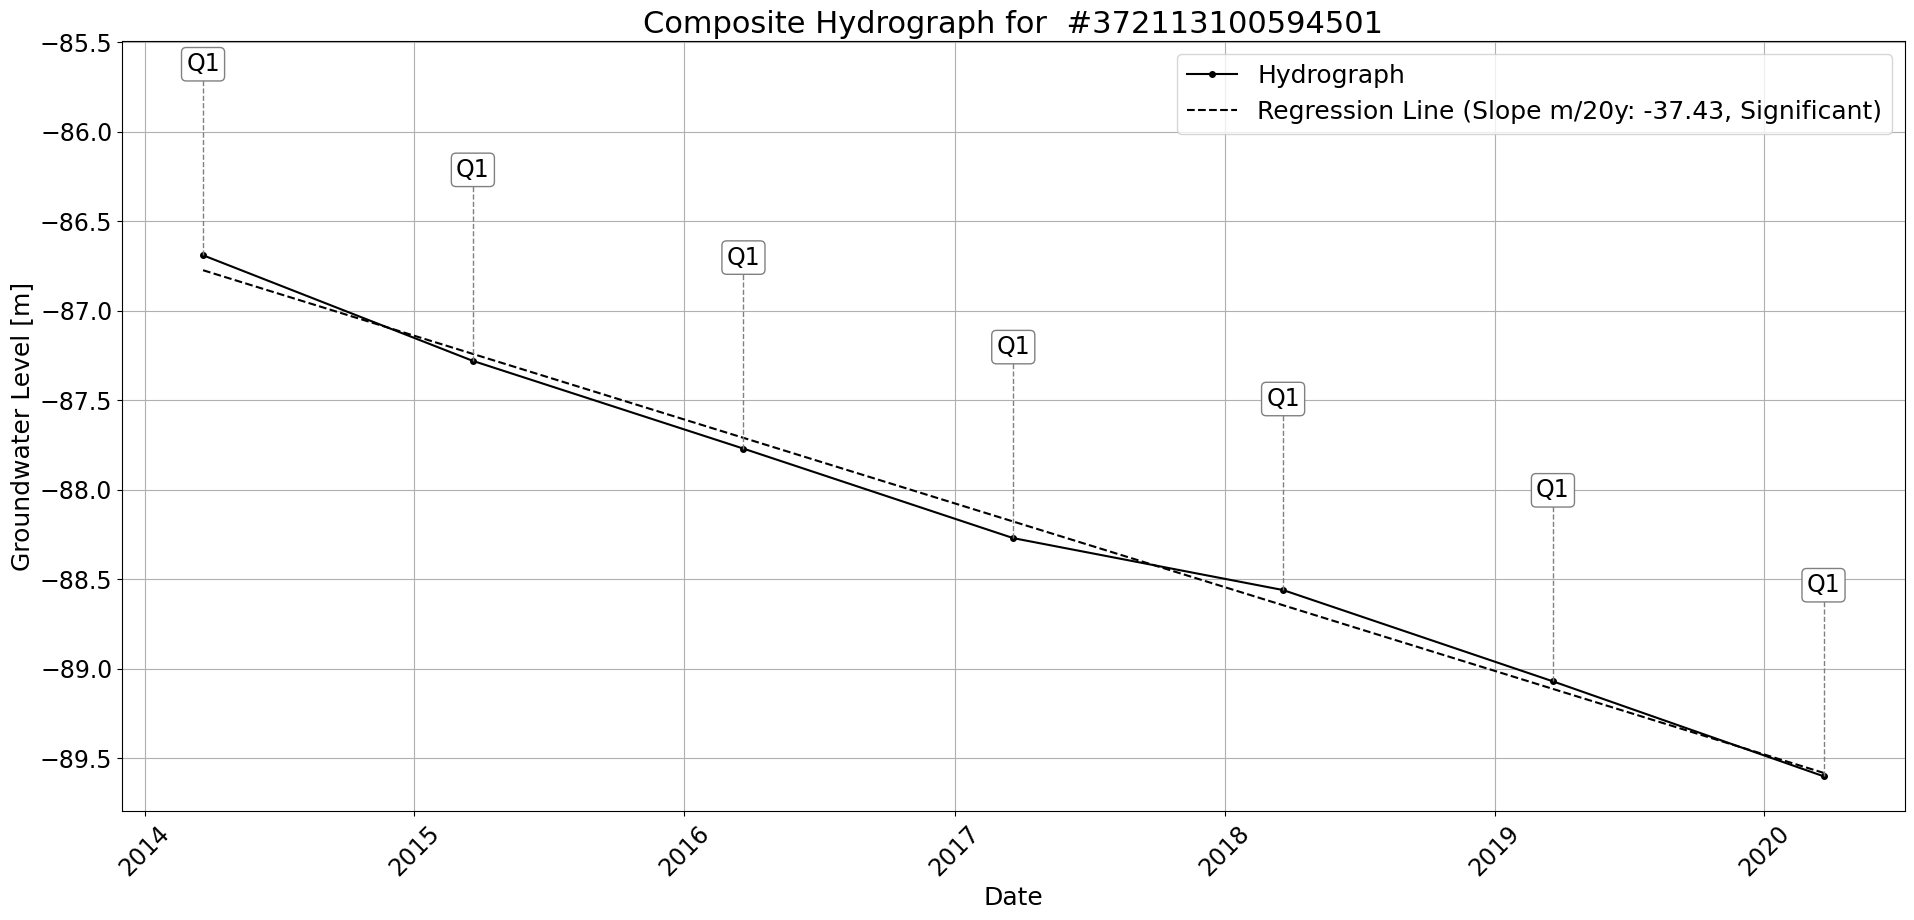 Composite Hydrograph for  #372113100594501
Hydrograph
Regression Line (Slope m/20y: -37.43, Significant)
Q1
Q1
Q1
Q1
Q1
Q1
Q1
Groundwater Level [m]
−85.5
−86.0
−86.5
−87.0
−87.5
−88.0
−88.5
−89.0
−89.5
2014
2015
2016
2017
2018
2019
2020
Date